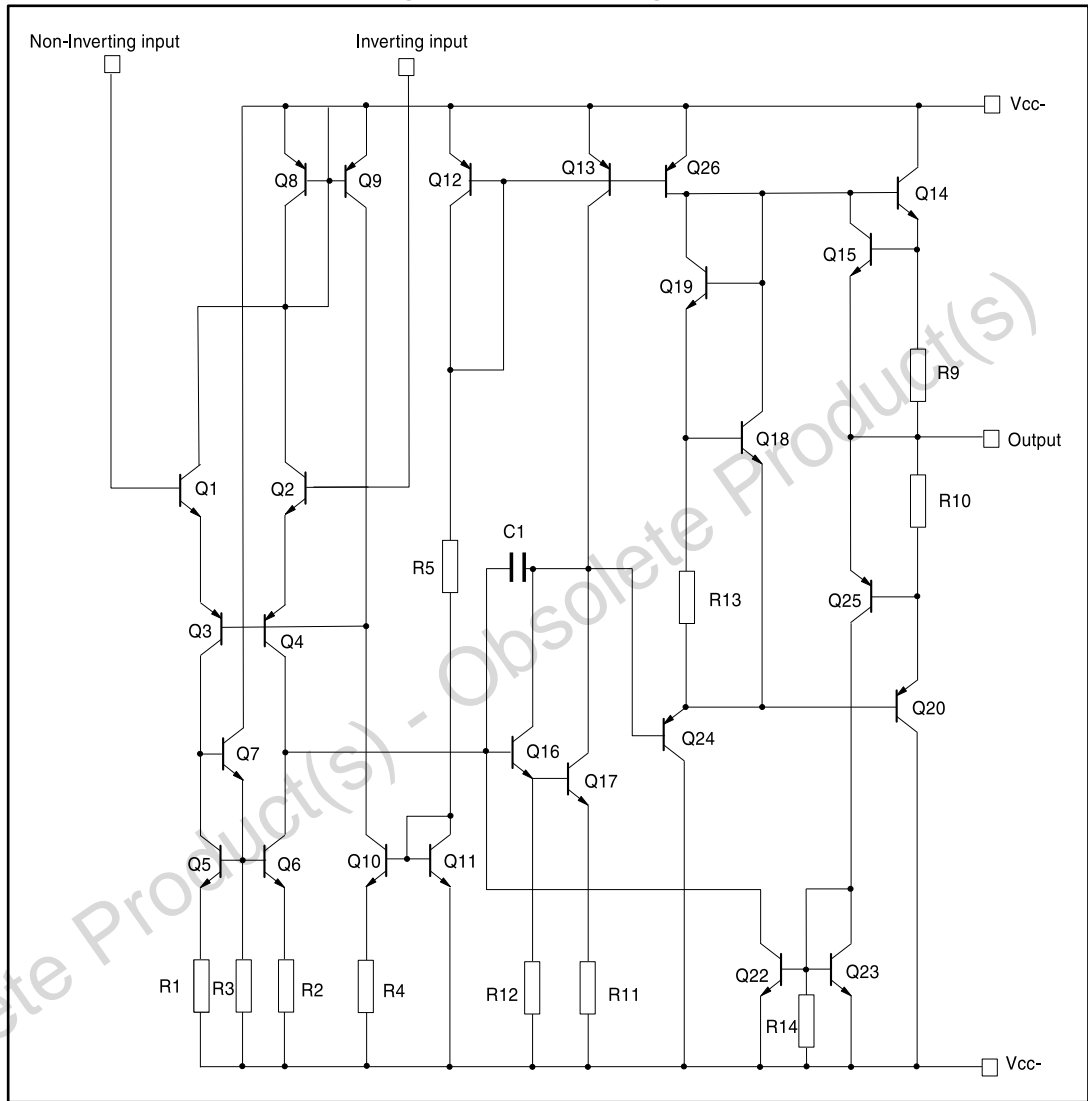 Non-Inverting input
Inverting input
Vcc-
Q8
Q9
Q12
Q13
Q26
Q14
Q15
Q19
R9
Q18
Output
Q1
Q2
R10
C1
R5
R13
Q25
Q3
Q4
Q20
Q24
Q7
Q16
Q17
Q5
Q6
Q10
Q11
Q22
Q23
R1
R3
R2
R4
R12
R11
R14
Vcc-
ete Product(s) - Obsolete Product(s)